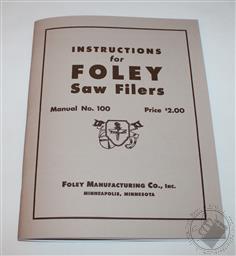 INSTRUCTIONS
for
FOLEY
Saw Filers
Manual No. 100 Price $2.00
FOLEY MANUFACTURING CO., INC.
MINNEAPOLIS, MINNESOTA